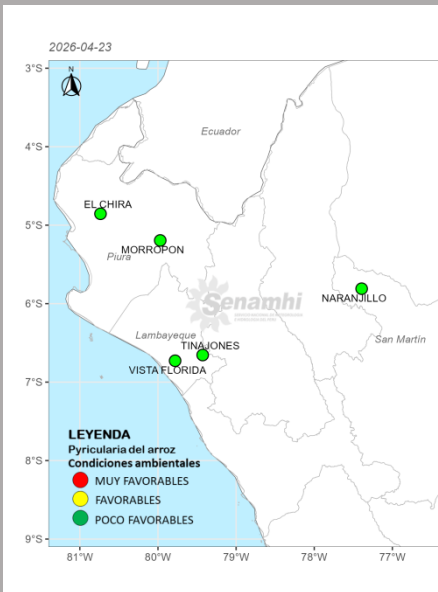 2026-04-23
3°S
N
4°S
Ecuador
EL CHIRA
5°S
MORROPON
Piura
6°S
Senamhi
NARANJILLO
Lambayeque
TINAJONES
San Martín
VISTA FLORIDA
7°S
LEYENDA
Pyricularia del arroz
Condiciones ambientales
8°S
MUY FAVORABLES
FAVORABLES
POCO FAVORABLES
9°S
81°W 80°W 79°W 78°W 77°W